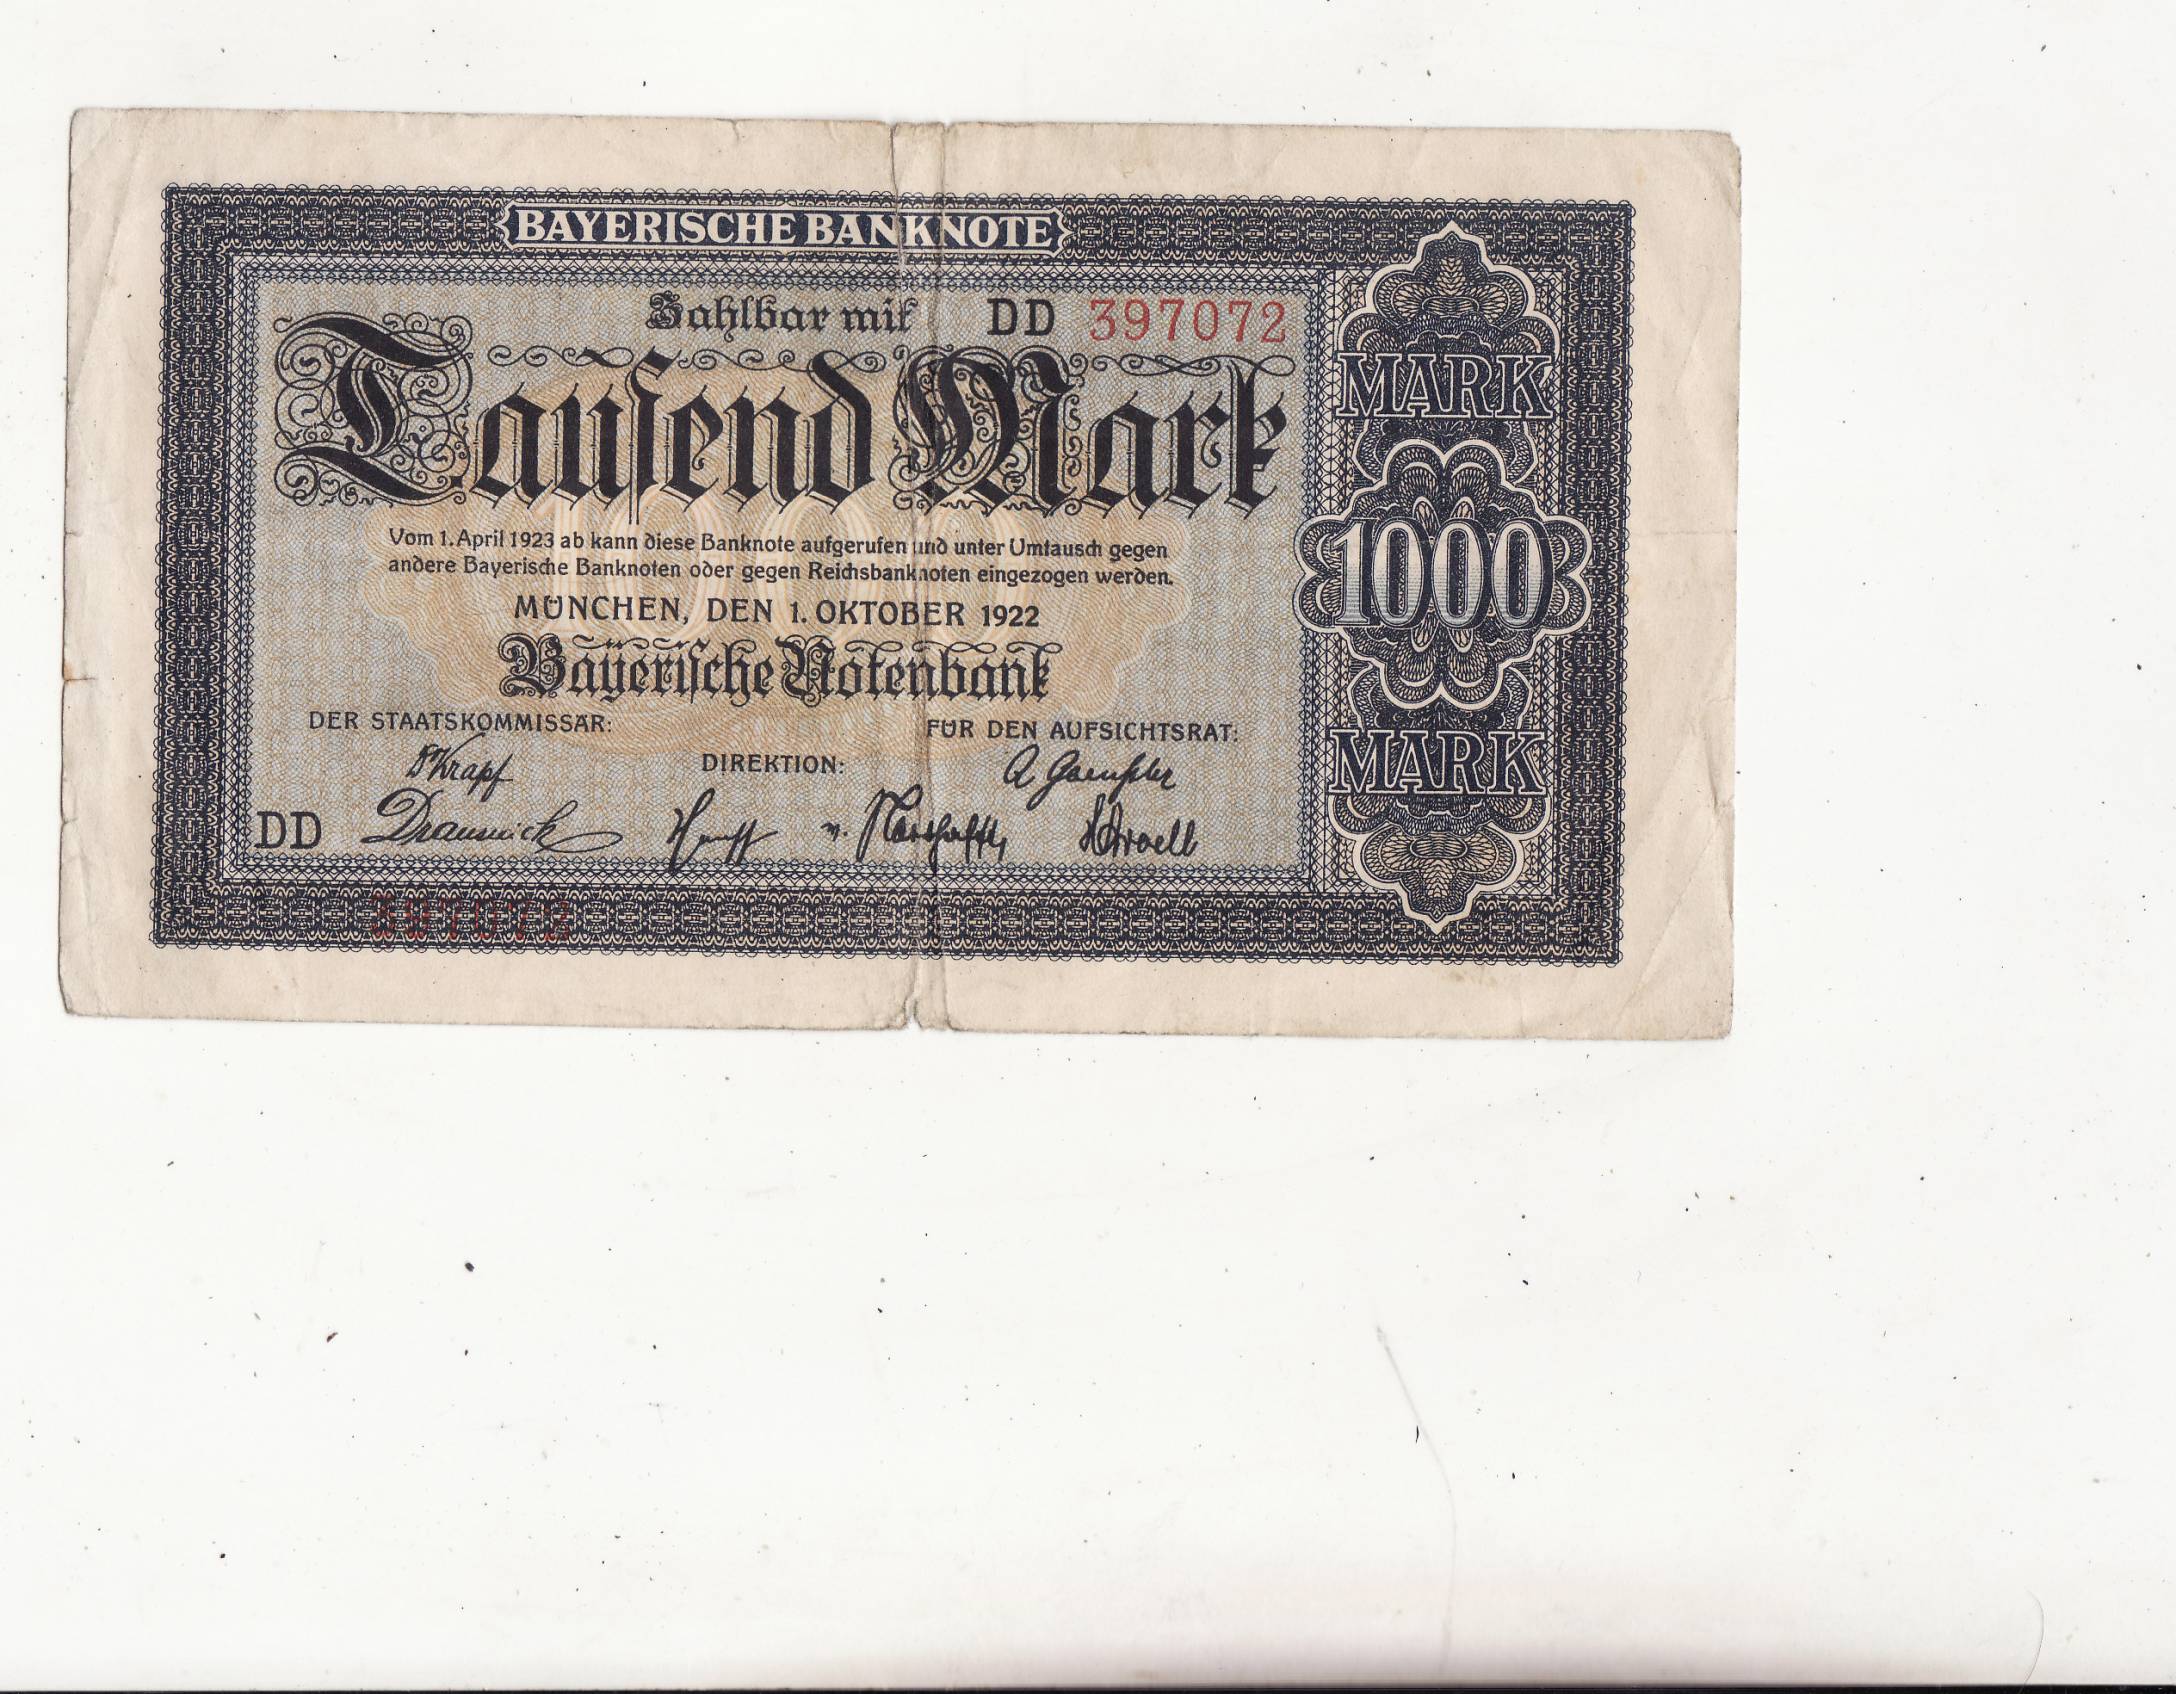 BAYERISCHE BANKNOTE
Zahlbar mit DD 397072
Tausend Mark
MARK
1000
MARK
1000
Vom 1. April 1923 ab kann diese Banknote aufgerufen und unter Umtausch gegen
andere Bayerische Banknoten oder gegen Reichsbanknoten eingezogen werden.
MÜNCHEN, DEN 1. OKTOBER 1922
Bayerische Notenbank
DER STAATSKOMMISSÄR:
FÜR DEN AUFSICHTSRAT:
DIREKTION:
Krapf
DD
397072